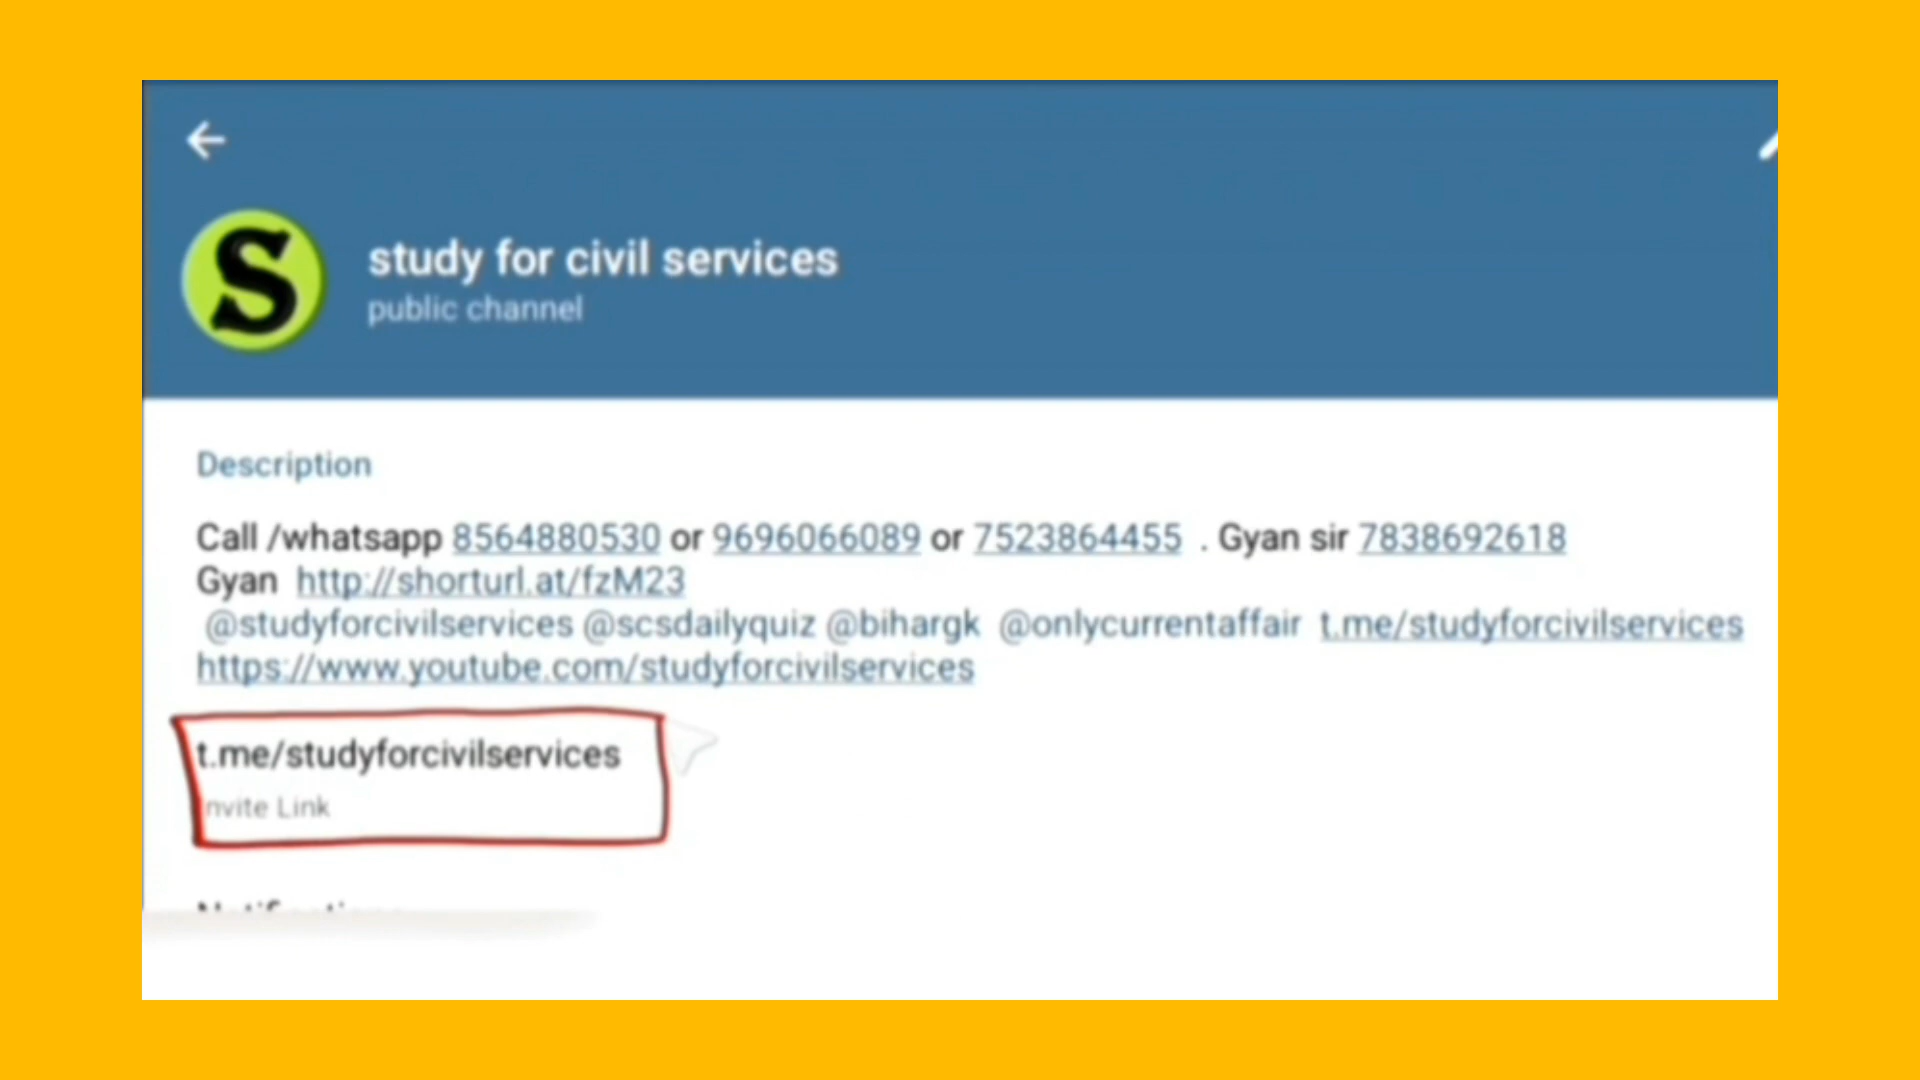 S
study for civil services
public channel
Description
Call /whatsapp 8564880530 or 9696066089 or 7523864455 . Gyan sir 7838692618
Gyan http://shorturl.at/fzM23
@studyforcivilservices @scsdailyquiz @bihargk @onlycurrentaffair t.me/studyforcivilservices
https://www.youtube.com/studyforcivilservices
t.me/studyforcivilservices
Invite Link